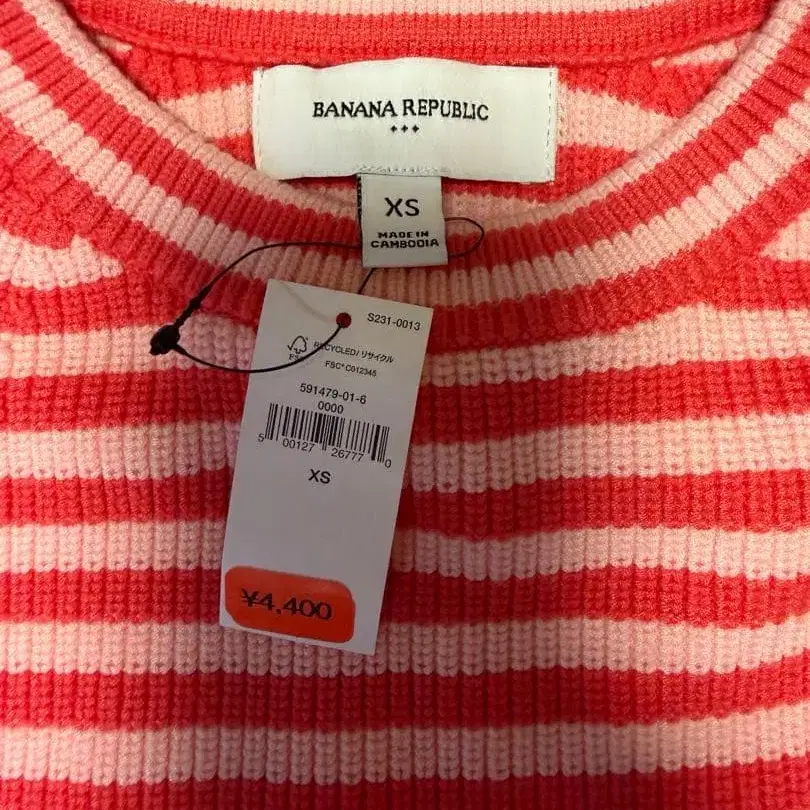 BANANA REPUBLIC
XS
MADE IN
CAMBODIA
S231-0013
RECYCLED/リサイクル
FSC
FSC® C012345
591479-01-6
0000
5 00127 26777 0
XS
¥4,400